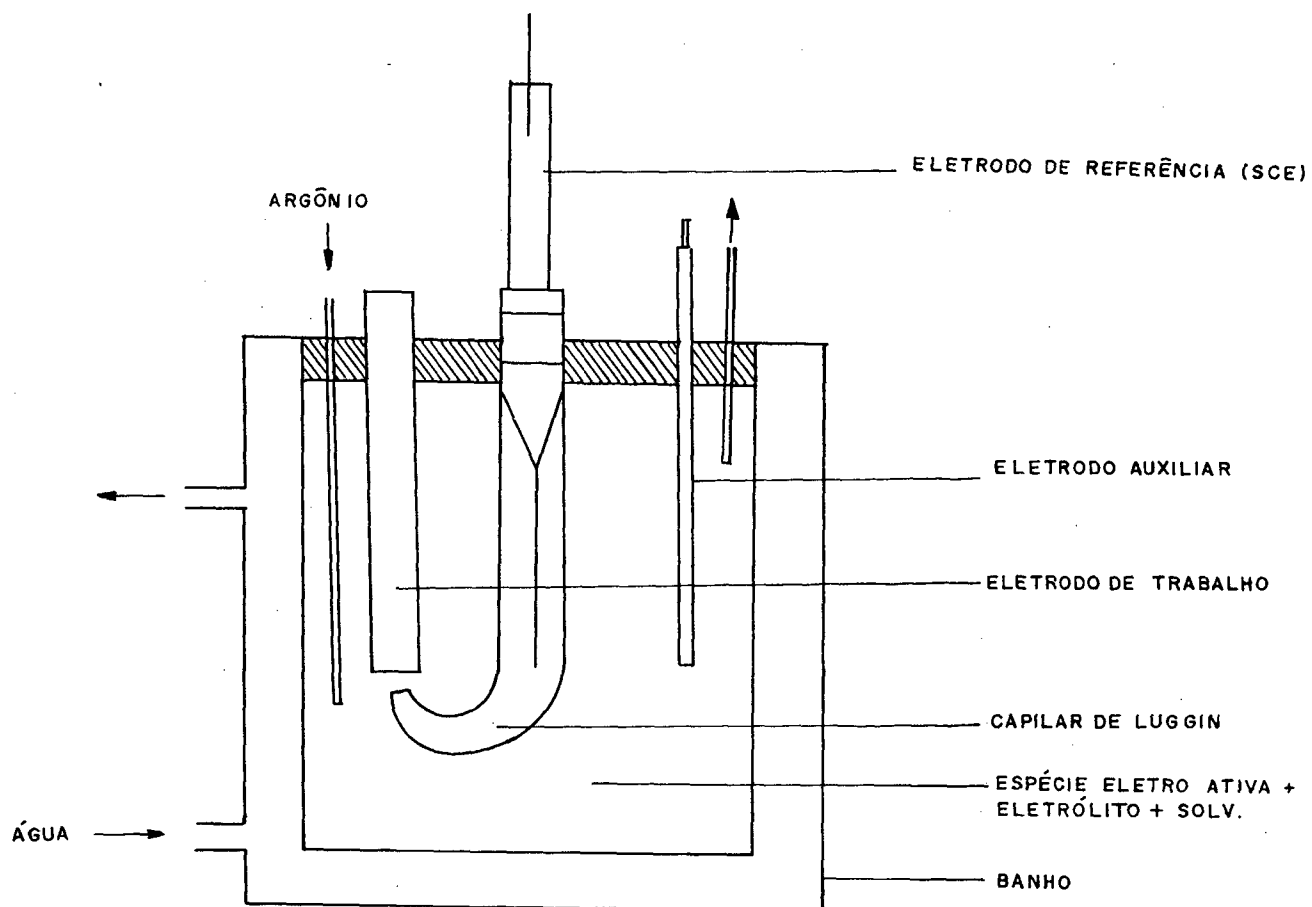 ELETRODO DE REFERÊNCIA (SCE)
ARGÔNIO
ELETRODO AUXILIAR
ELETRODO DE TRABALHO
CAPILAR DE LUGGIN
ESPÉCIE ELETRO ATIVA +
ELETRÓLITO + SOLV.
ÁGUA
BANHO